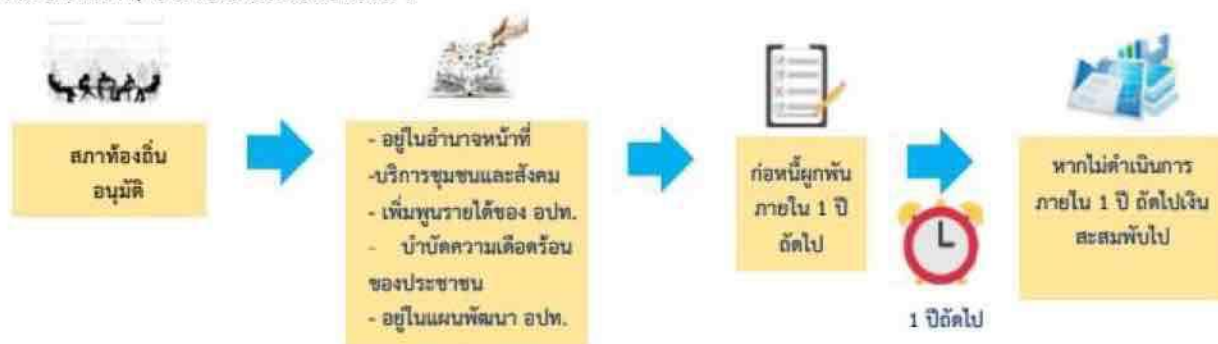 สภาท้องถิ่น
อนุมัติ
- อยู่ในอำนาจหน้าที่
-บริการชุมชนและสังคม
- เพิ่มพูนรายได้ของ อปท.
- บำบัดความเดือดร้อน
ของประชาชน
- อยู่ในแผนพัฒนา อปท.
ก่อหนี้ผูกพัน
ภายใน 1 ปี
ถัดไป
1 ปีถัดไป
หากไม่ดำเนินการ
ภายใน 1 ปี ถัดไปเงิน
สะสมพับไป